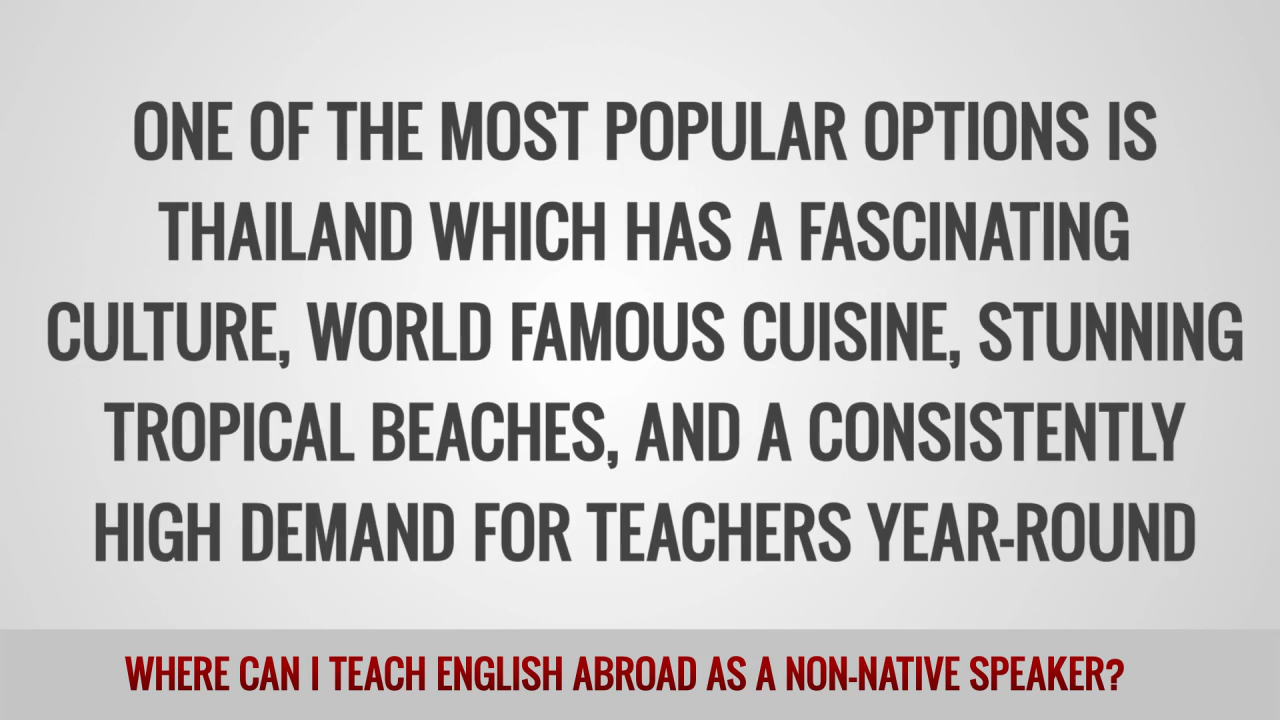 ONE OF THE MOST POPULAR OPTIONS IS
THAILAND WHICH HAS A FASCINATING
CULTURE, WORLD FAMOUS CUISINE, STUNNING
TROPICAL BEACHES, AND A CONSISTENTLY
HIGH DEMAND FOR TEACHERS YEAR-ROUND
WHERE CAN I TEACH ENGLISH ABROAD AS A NON-NATIVE SPEAKER?